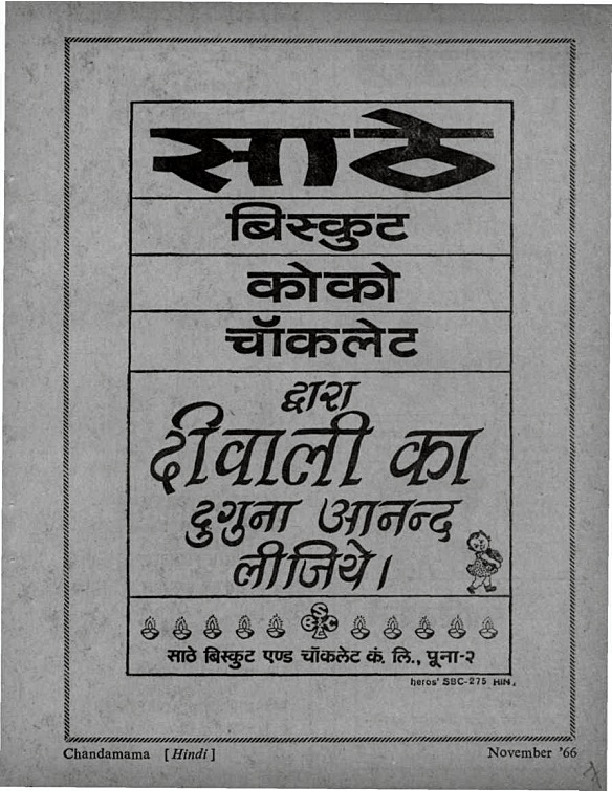 साठे
बिस्कुट
कोको
चॉकलेट
द्वारा
दीवाली का
दुगुना आनन्द
लीजिये।
साठे बिस्कुट एण्ड चॉकलेट कं. लि., पूना-२
heros' SBC-275 HIN.
Chandamama [Hindi] November '66